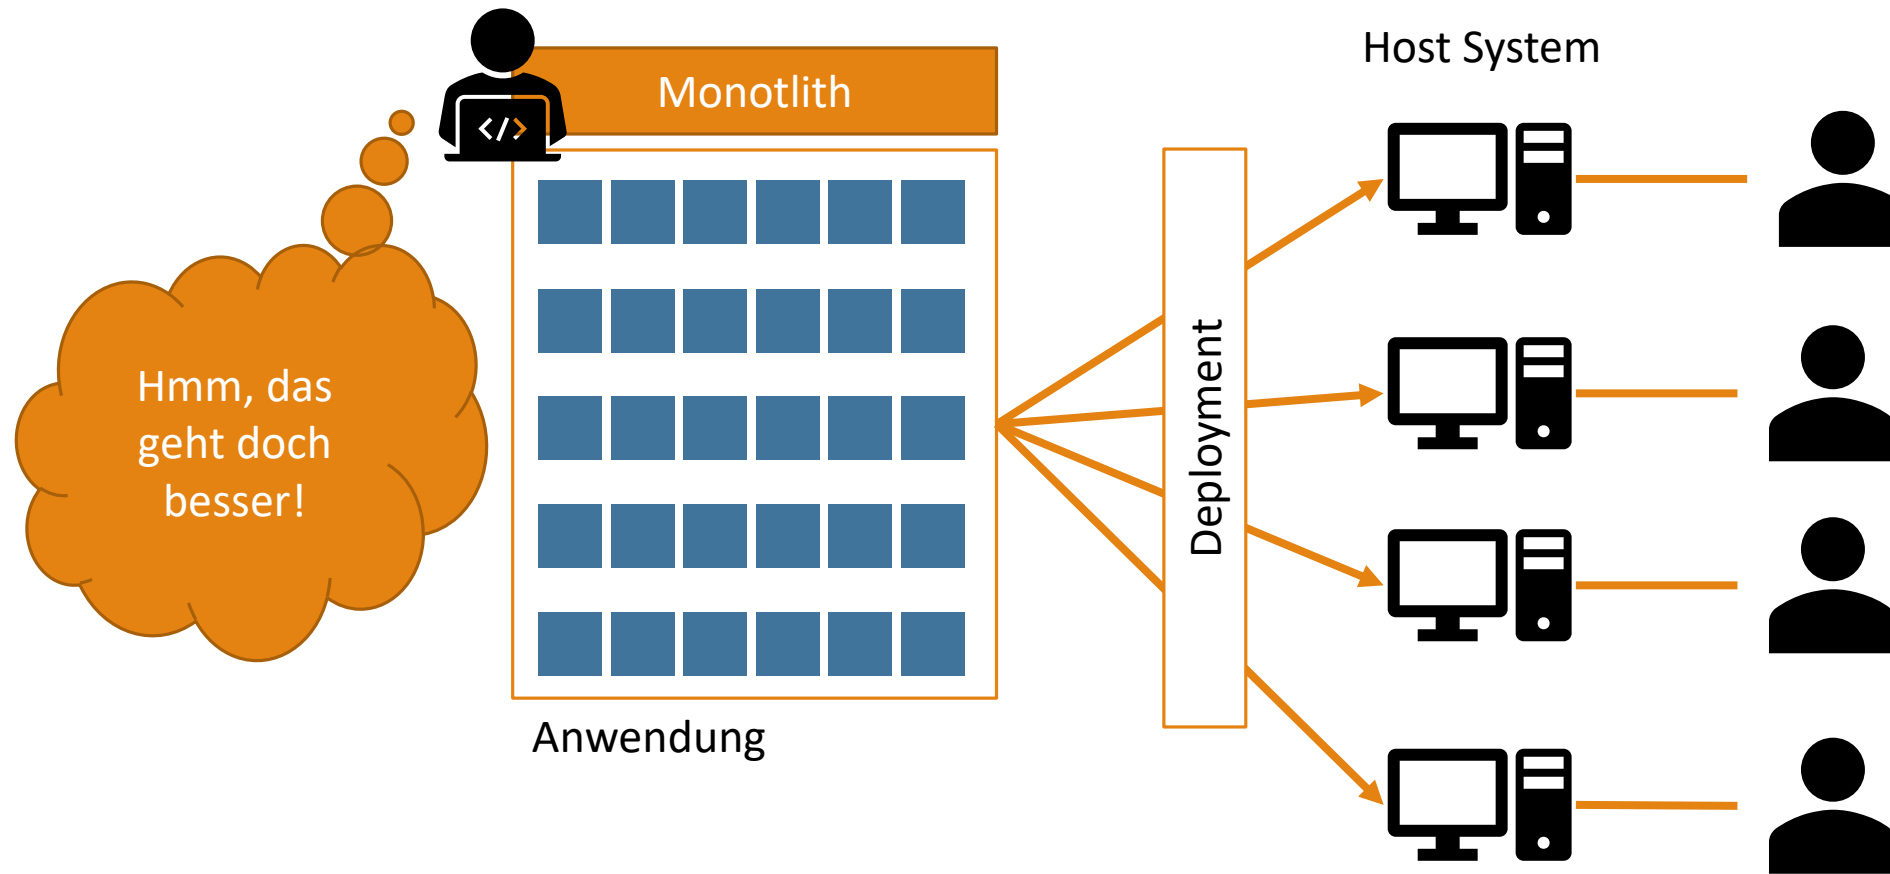 Host System
Monotlith
</>
Hmm, das
geht doch
besser!
Deployment
Anwendung